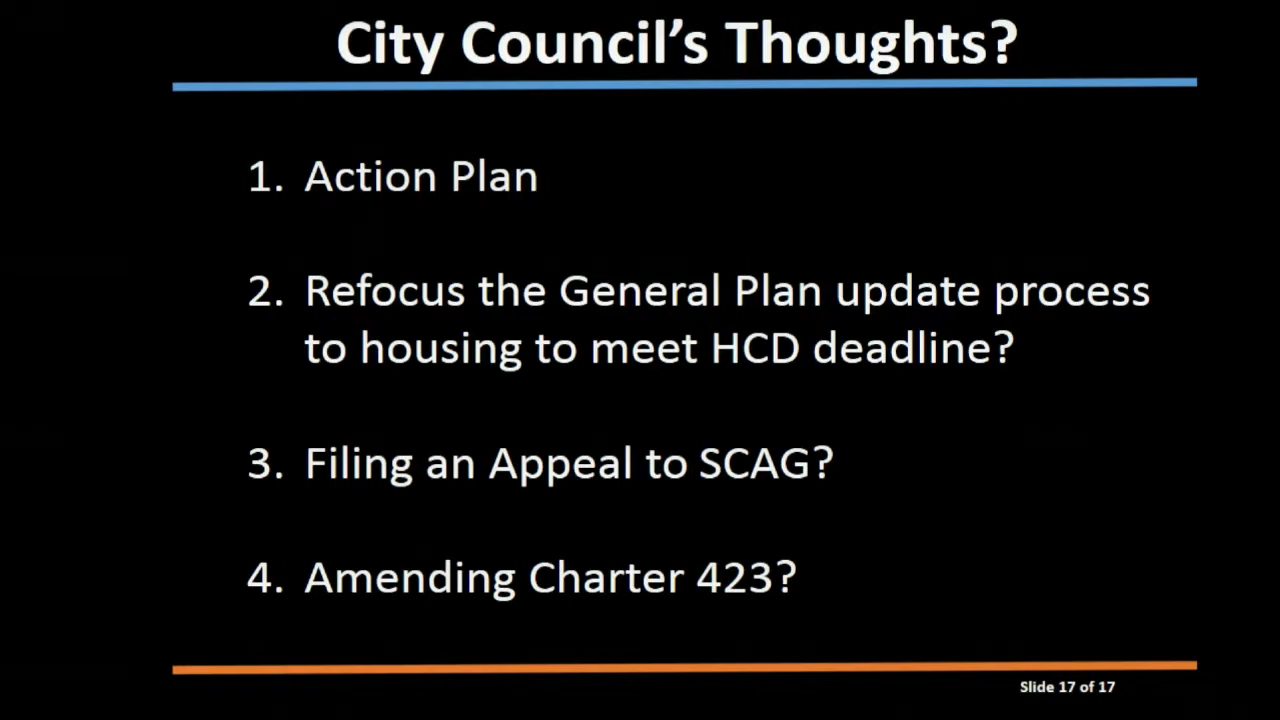 City Council’s Thoughts?
1. Action Plan
2. Refocus the General Plan update process
to housing to meet HCD deadline?
3. Filing an Appeal to SCAG?
4. Amending Charter 423?
Slide 17 of 17